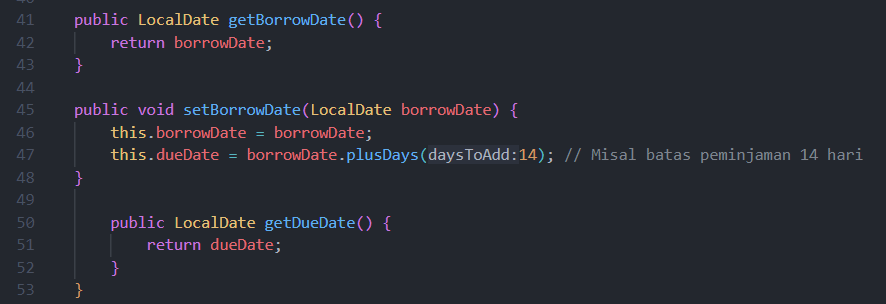 41 public LocalDate getBorrowDate() {
42 return borrowDate;
43 }
44
45 public void setBorrowDate(LocalDate borrowDate) {
46 this.borrowDate = borrowDate;
47 this.dueDate = borrowDate.plusDays(daysToAdd:14); // Misal batas peminjaman 14 hari
48 }
49
50 public LocalDate getDueDate() {
51 return dueDate;
52 }
53 }